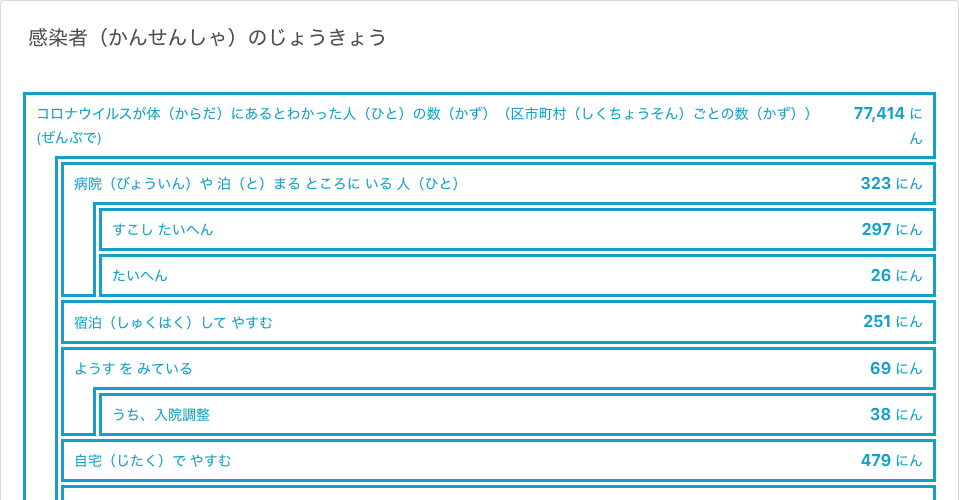 感染者（かんせんしゃ）のじょうきょう
コロナウイルスが体（からだ）にあるとわかった人（ひと）の数（かず）（区市町村（しくちょうそん）ごとの数（かず）） 77,414 に
(ぜんぶで) ん
病院（びょういん）や 泊（と）まる ところに いる 人（ひと） 323 にん
すこし たいへん 297 にん
たいへん 26 にん
宿泊（しゅくはく）して やすむ 251 にん
ようす を みている 69 にん
うち、入院調整 38 にん
自宅（じたく）で やすむ 479 にん